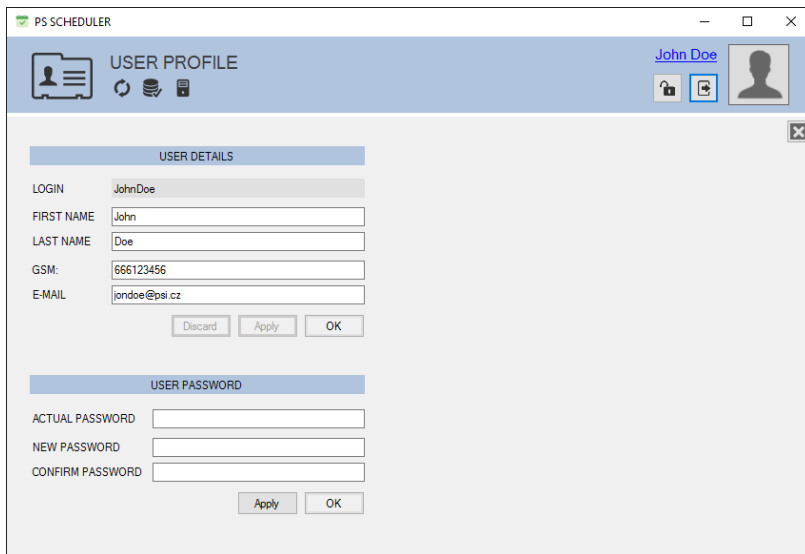 PS SCHEDULER
USER PROFILE
John Doe
USER DETAILS
LOGIN JohnDoe
FIRST NAME John
LAST NAME Doe
GSM: 666123456
E-MAIL jondoe@psi.cz
Discard Apply OK
USER PASSWORD
ACTUAL PASSWORD
NEW PASSWORD
CONFIRM PASSWORD
Apply OK